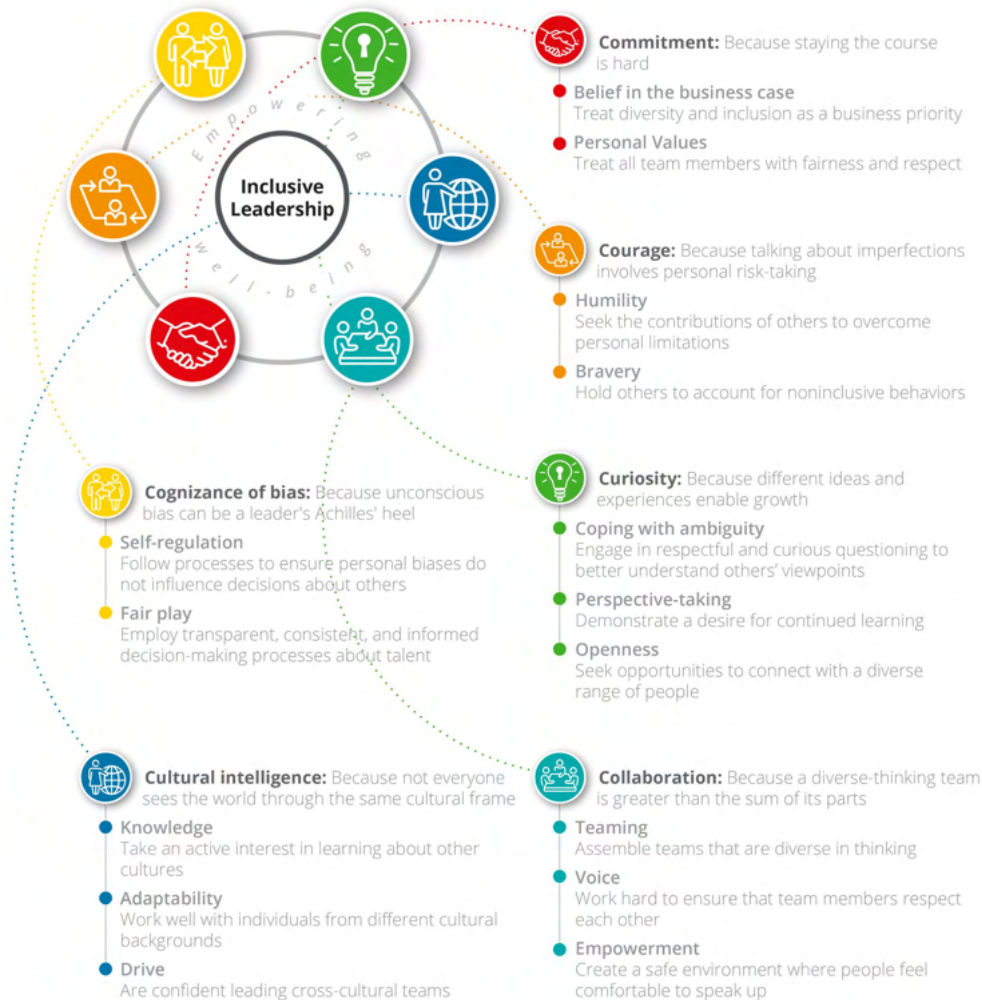 Empowering
well-being
Inclusive
Leadership
Commitment: Because staying the course
is hard
Belief in the business case
Treat diversity and inclusion as a business priority
Personal Values
Treat all team members with fairness and respect
Courage: Because talking about imperfections
involves personal risk-taking
Humility
Seek the contributions of others to overcome
personal limitations
Bravery
Hold others to account for noninclusive behaviors
Cognizance of bias: Because unconscious
bias can be a leader's Achilles' heel
Self-regulation
Follow processes to ensure personal biases do
not influence decisions about others
Fair play
Employ transparent, consistent, and informed
decision-making processes about talent
Curiosity: Because different ideas and
experiences enable growth
Coping with ambiguity
Engage in respectful and curious questioning to
better understand others’ viewpoints
Perspective-taking
Demonstrate a desire for continued learning
Openness
Seek opportunities to connect with a diverse
range of people
Cultural intelligence: Because not everyone
sees the world through the same cultural frame
Knowledge
Take an active interest in learning about other
cultures
Adaptability
Work well with individuals from different cultural
backgrounds
Drive
Are confident leading cross-cultural teams
Collaboration: Because a diverse-thinking team
is greater than the sum of its parts
Teaming
Assemble teams that are diverse in thinking
Voice
Work hard to ensure that team members respect
each other
Empowerment
Create a safe environment where people feel
comfortable to speak up